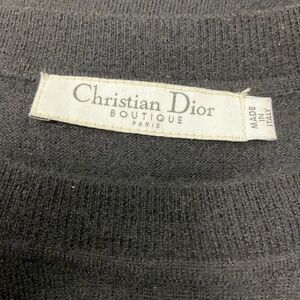 Christian Dior
BOUTIQUE
PARIS
MADE
IN
ITALY